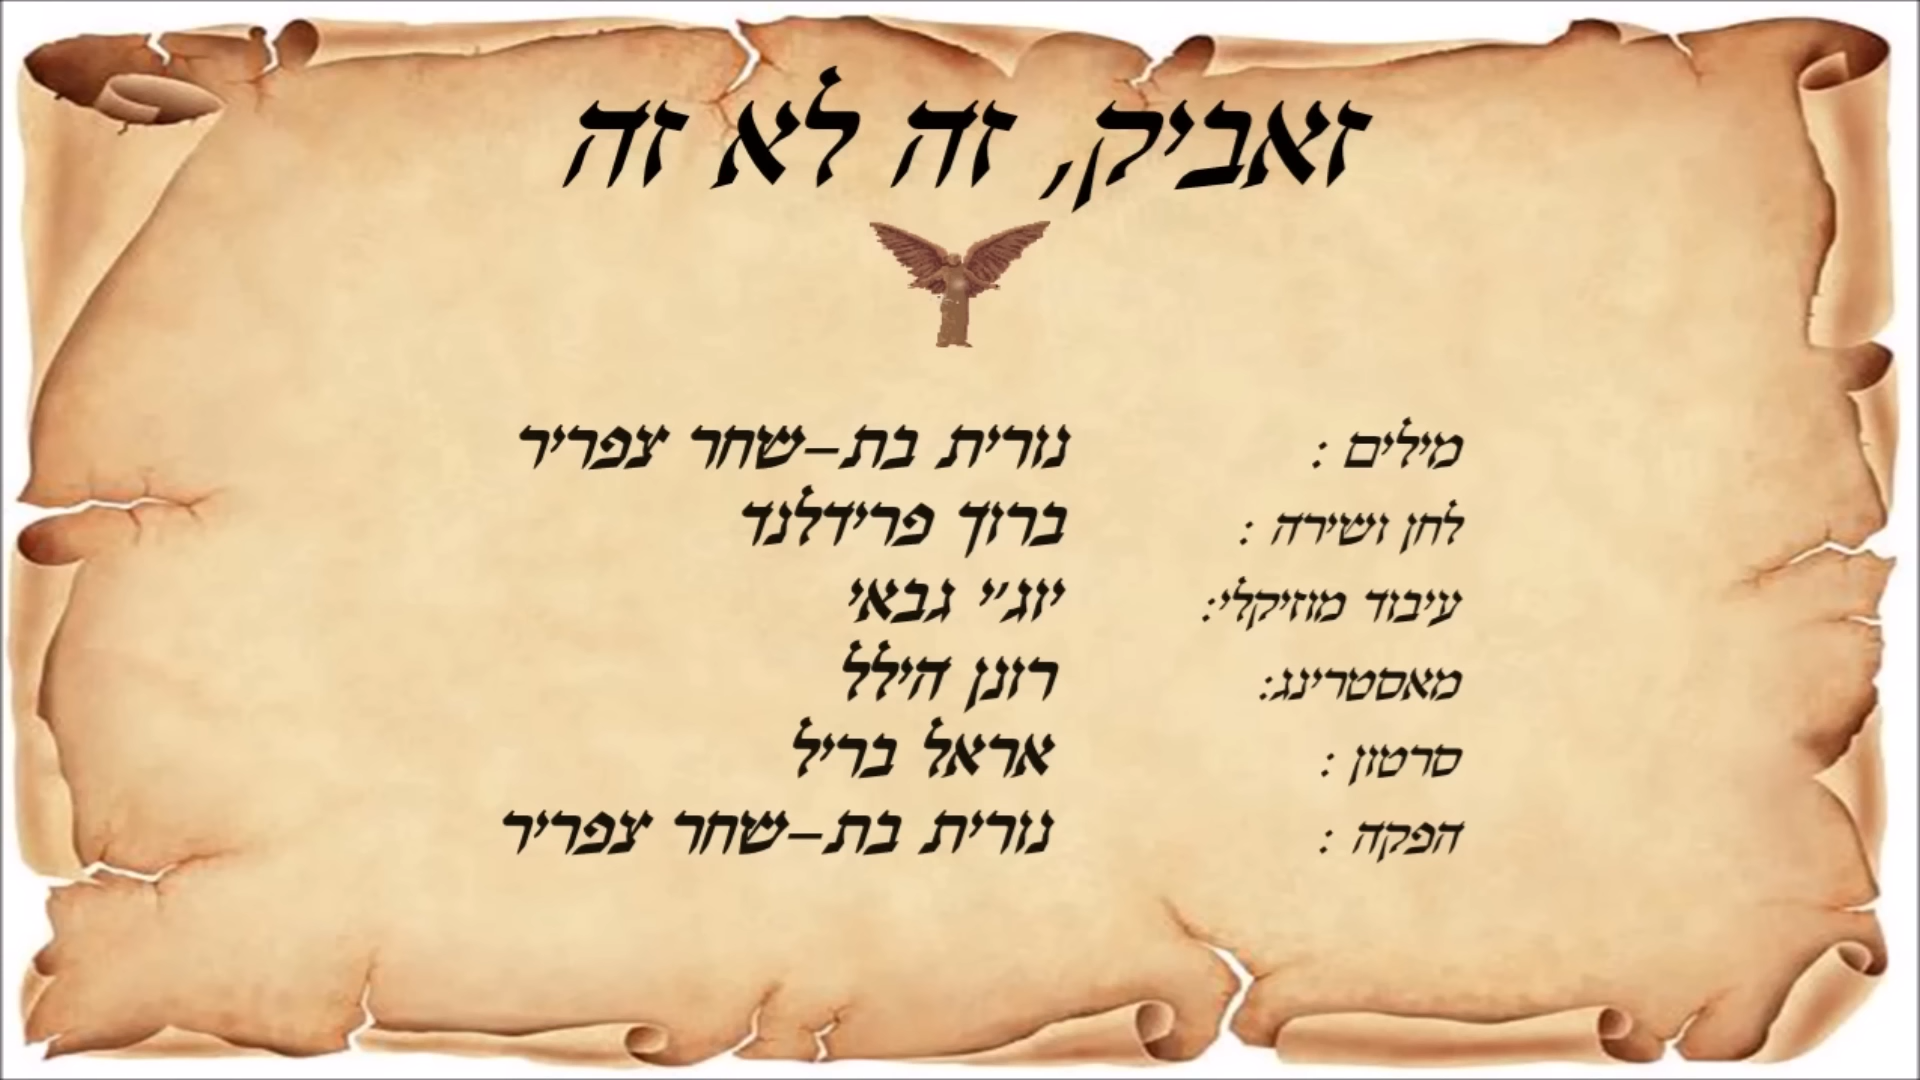 זאביק, זה לא זה
מילים : נורית בת-שחר צפריר
לחן ושירה : ברוך פרידלנד
עיבוד מוזיקלי: יוג׳י גבאי
מאסטרינג: רונן הילל
סרטון : אראל בריל
הפקה : נורית בת-שחר צפריר